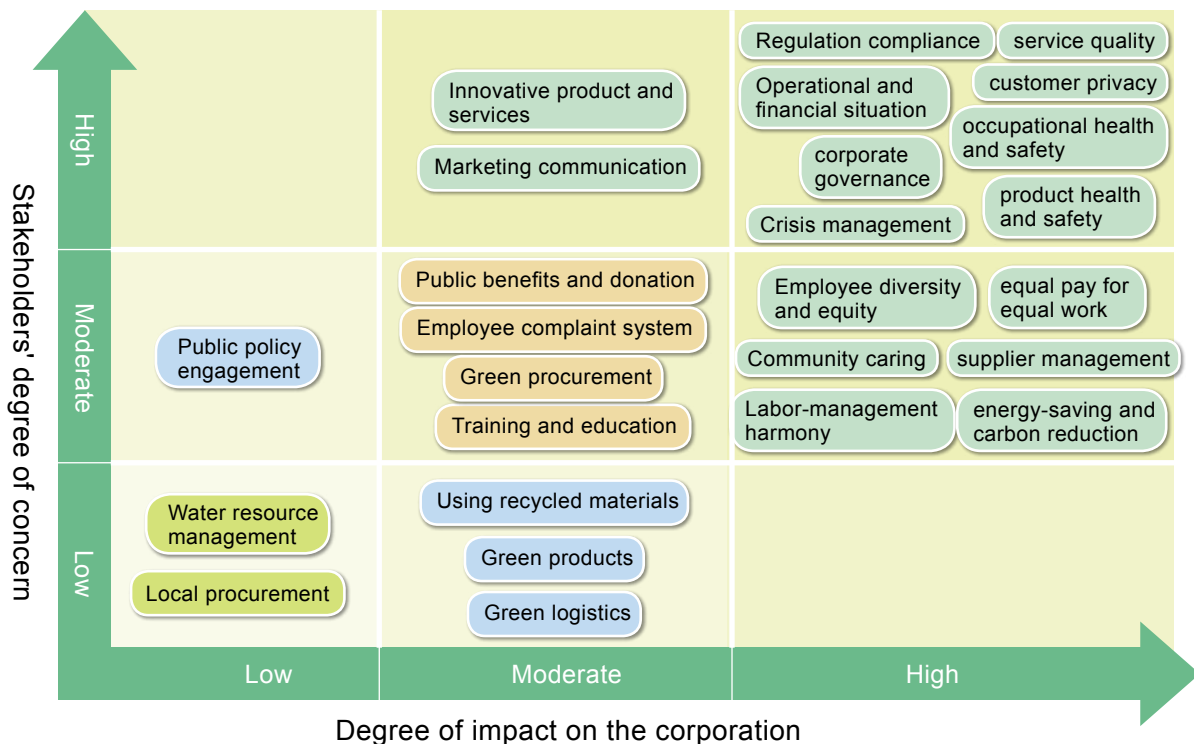 Stakeholders' degree of concern
High
Moderate
Low
Innovative product and
services
Marketing communication
Regulation compliance
service quality
Operational and
financial situation
customer privacy
occupational health
and safety
corporate
governance
product health
and safety
Crisis management
Public policy
engagement
Public benefits and donation
Employee complaint system
Green procurement
Training and education
Employee diversity
and equity
equal pay for
equal work
Community caring
supplier management
Labor-management
harmony
energy-saving and
carbon reduction
Water resource
management
Local procurement
Using recycled materials
Green products
Green logistics
Low
Moderate
High
Degree of impact on the corporation